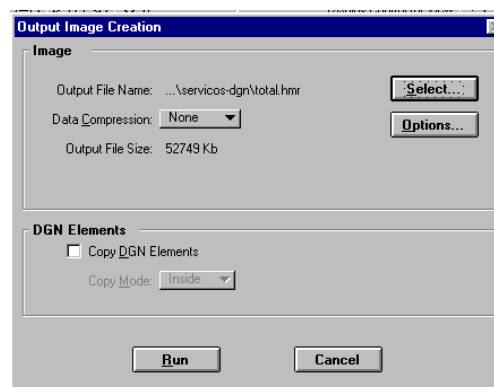 Output Image Creation
Image
Output File Name: ...\servicos-dgn\total.hmr
Select...
Data Compression: None
Options...
Output File Size: 52749 Kb
DGN Elements
Copy DGN Elements
Copy Mode: Inside
Run
Cancel